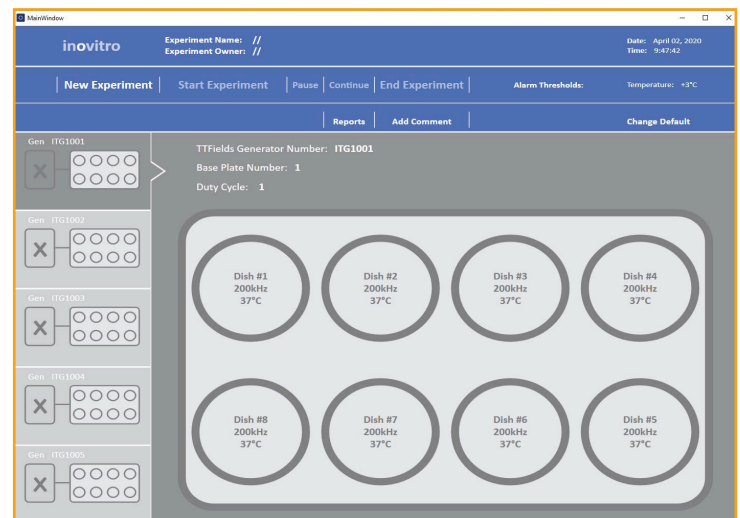 MainWindow
inovitro
Experiment Name: //
Experiment Owner: //
Date: April 02, 2020
Time: 9:47:42
New Experiment
Start Experiment
Pause
Continue
End Experiment
Alarm Thresholds:
Temperature: +3°C
Reports
Add Comment
Change Default
Gen ITG1001
X
Gen ITG1002
X
Gen ITG1003
X
Gen ITG1004
X
Gen ITG1005
X
TTFields Generator Number: ITG1001
Base Plate Number: 1
Duty Cycle: 1
Dish #1
200kHz
37°C
Dish #2
200kHz
37°C
Dish #3
200kHz
37°C
Dish #4
200kHz
37°C
Dish #8
200kHz
37°C
Dish #7
200kHz
37°C
Dish #6
200kHz
37°C
Dish #5
200kHz
37°C